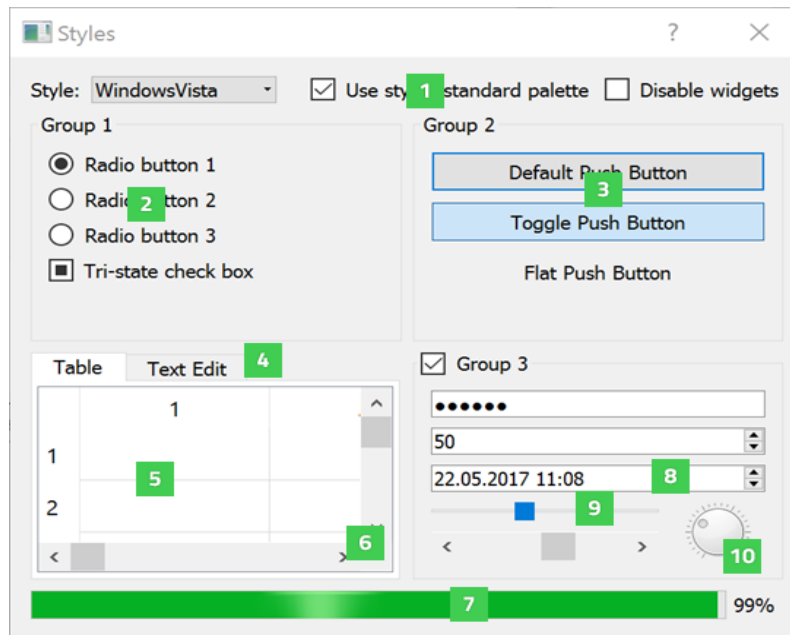 Styles
?
Style: WindowsVista
Use sty 1 standard palette
Disable widgets
Group 1
Radio button 1
Radio button 2
Radio button 3
Tri-state check box
2
Group 2
Default Push Button
3
Toggle Push Button
Flat Push Button
Table
Text Edit
4
1
1
5
2
6
Group 3
50
22.05.2017 11:08
8
9
10
7
99%